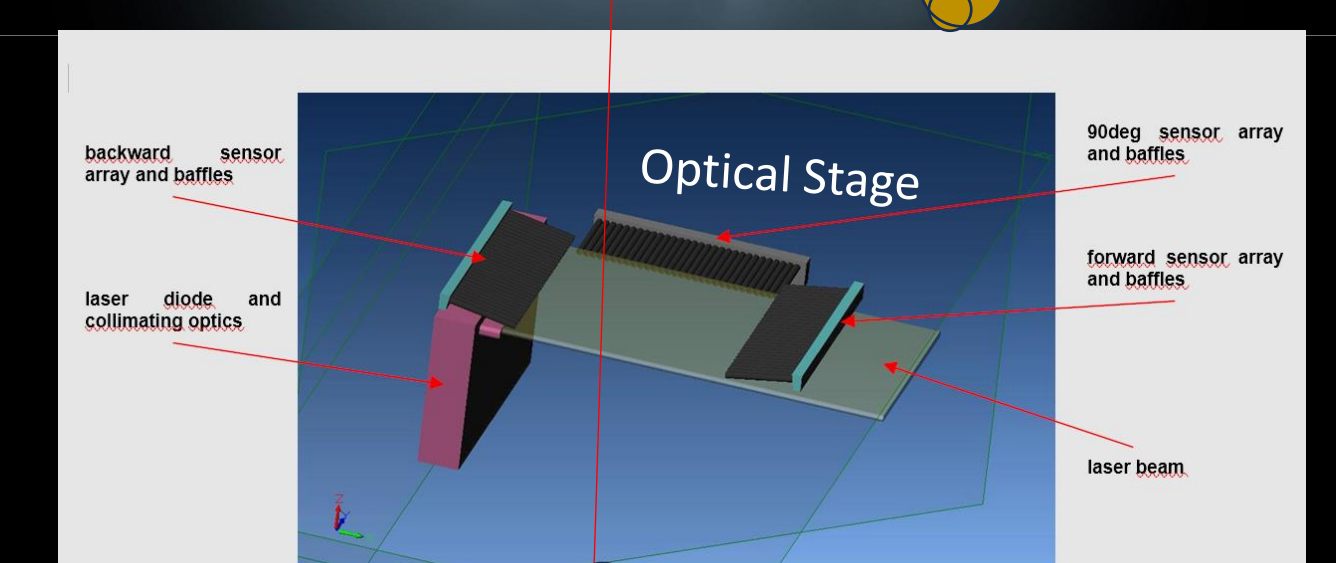 Optical Stage
backward sensor
array and baffles
laser diode and
collimating optics
90deg sensor array
and baffles
forward sensor array
and baffles
laser beam
Z